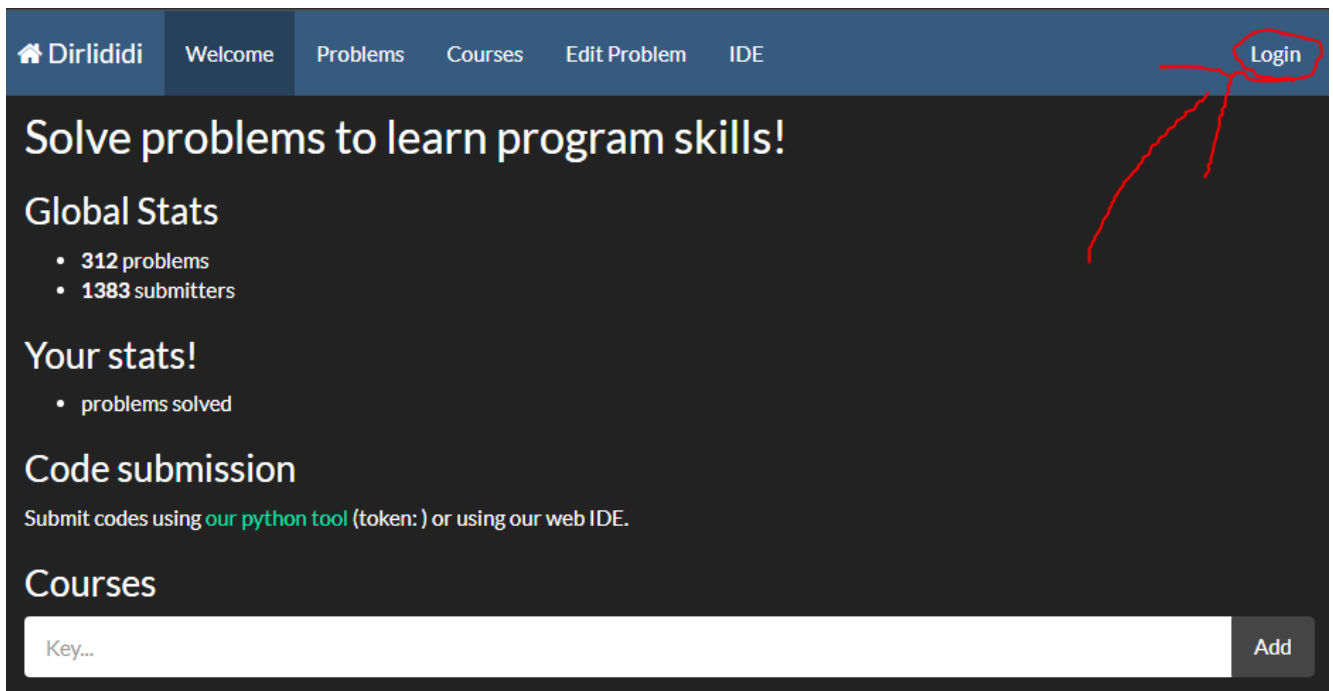 Dirlididi Welcome Problems Courses Edit Problem IDE Login
Solve problems to learn program skills!
Global Stats
• 312 problems
• 1383 submitters
Your stats!
• problems solved
Code submission
Submit codes using our python tool (token: ) or using our web IDE.
Courses
Key... Add